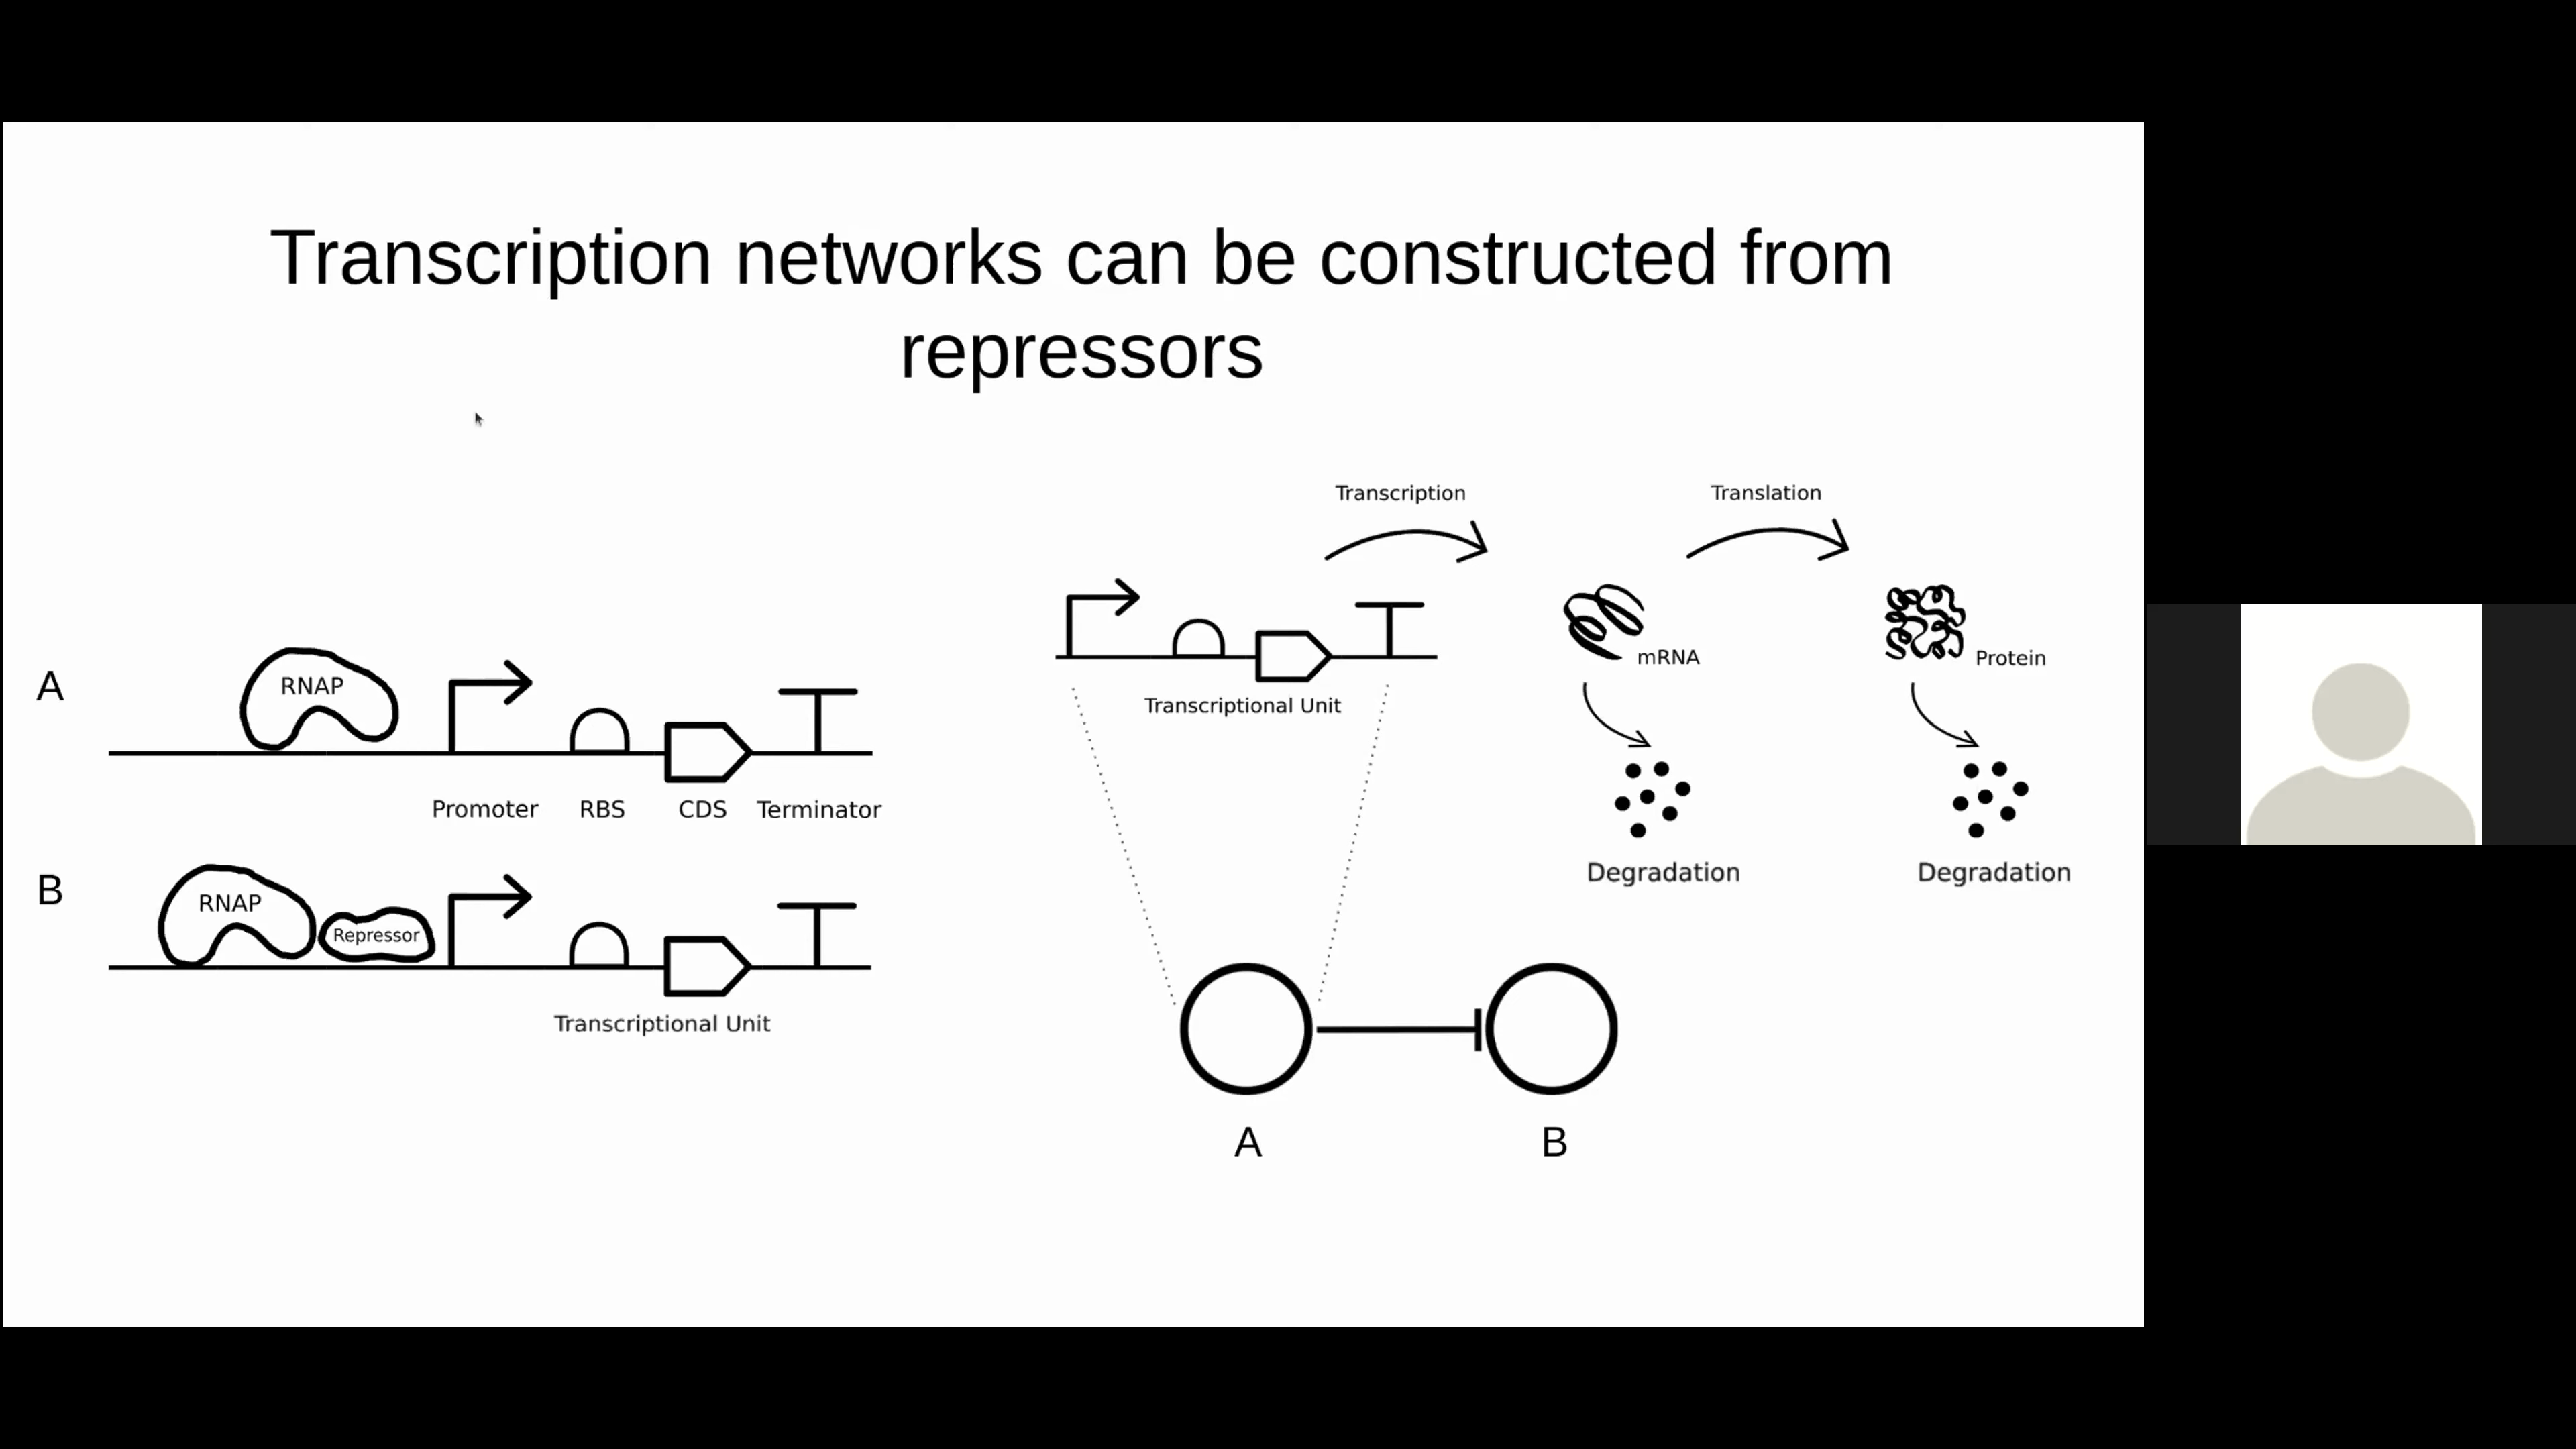 Transcription networks can be constructed from
repressors
A
RNAP
Promoter RBS CDS Terminator
B
RNAP
Repressor
Transcriptional Unit
Transcription
Translation
mRNA
Protein
Transcriptional Unit
Degradation
Degradation
A
B